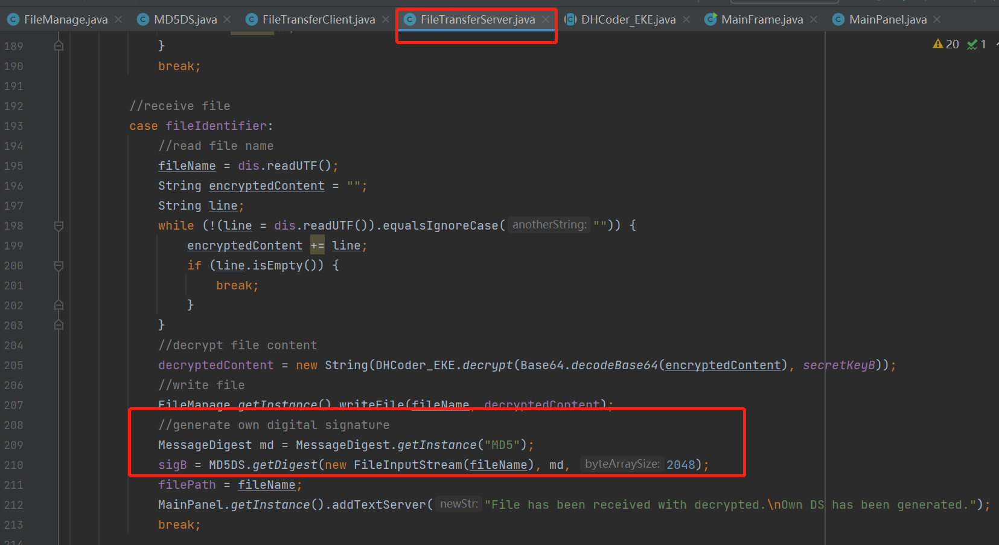 FileManage.java MD5DS.java FileTransferClient.java FileTransferServer.java DHCoder_EKE.java MainFrame.java MainPanel.java
20 1
189 }
190 break;
191
192 //receive file
193 case fileIdentifier:
194 //read file name
195 fileName = dis.readUTF();
196 String encryptedContent = "";
197 String line;
198 while (!(line = dis.readUTF()).equalsIgnoreCase( anotherString: "")) {
199 encryptedContent += line;
200 if (line.isEmpty()) {
201 break;
202 }
203 }
204 //decrypt file content
205 decryptedContent = new String(DHCoder_EKE.decrypt(Base64.decodeBase64(encryptedContent), secretKeyB));
206 //write file
207 FileManage.getInstance().writeFile(fileName, decryptedContent);
208 //generate own digital signature
209 MessageDigest md = MessageDigest.getInstance("MD5");
210 sigB = MD5DS.getDigest(new FileInputStream(fileName), md, byteArraySize: 2048);
211 filePath = fileName;
212 MainPanel.getInstance().addTextServer( newStr: "File has been received with decrypted.\nOwn DS has been generated.");
213 break;
214